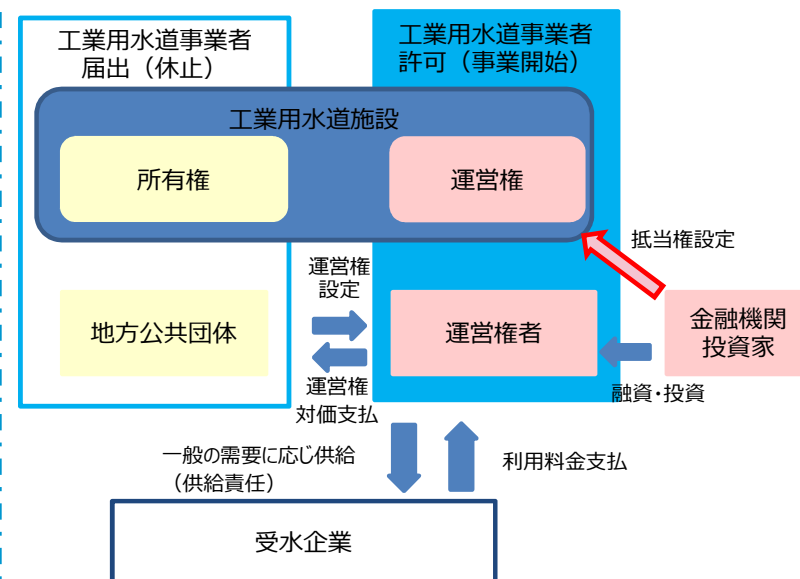 工業用水道事業者
届出（休止）
工業用水道事業者
許可（事業開始）
工業用水道施設
所有権
運営権
抵当権設定
運営権
設定
地方公共団体
運営権者
金融機関
投資家
運営権
対価支払
融資・投資
一般の需要に応じ供給
（供給責任）
利用料金支払
受水企業